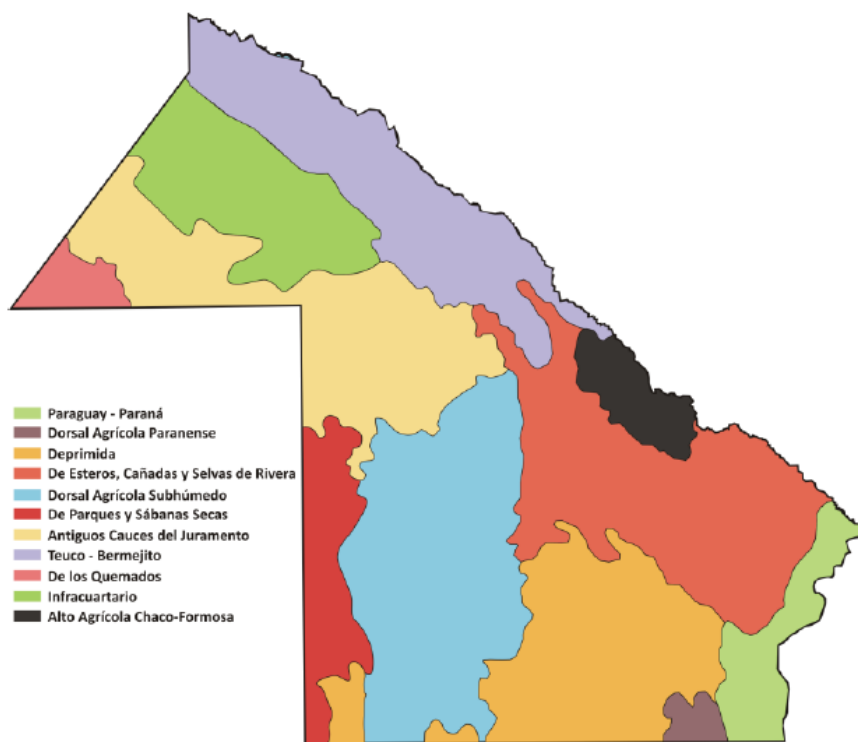 Paraguay - Paraná
Dorsal Agrícola Paranense
Deprimida
De Esteros, Cañadas y Selvas de Rivera
Dorsal Agrícola Subhúmedo
De Parques y Sábanas Secas
Antiguos Cauces del Juramento
Teuco - Bermejito
De los Quemados
Infracuartario
Alto Agrícola Chaco-Formosa